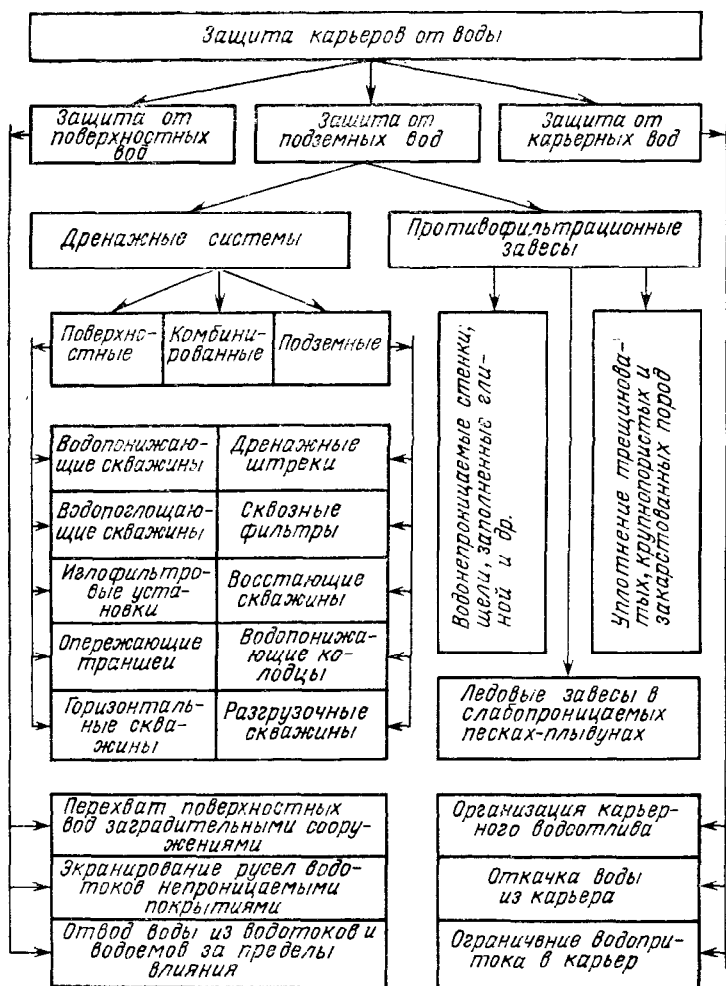 Защита карьеров от воды
Защита от
поверхностных
вод
Защита от
подземных вод
Защита от
карьерных вод
Дренажные системы
Противофильтрационные
завесы
Поверхно-
стные
Комбини-
рованные
Подземные
Водопонижаю-
щие скважины
Дренажные
штреки
Водопоглощаю-
щие скважины
Сквозные
фильтры
Иглофильтро-
вые уста-
новки
Восстающие
скважины
Опережающие
траншеи
Водопонижа-
ющие ко-
лодцы
Горизонталь-
ные сква-
жины
Разгрузочные
скважины
Водонепроницаемые стенки;
щели, заполненные гли-
ной и др.
Уплотнение трещинова-
тых, крупнопористых и
закарстованных пород
Ледовые завесы в
слабопроницаемых
песках-плывунах
Перехват поверхностных
вод заградительными соору-
жениями
Экранирование русел водо-
токов непроницаемыми
покрытиями
Отвод воды из водотоков и
водоемов за пределы
влияния
Организация карьер-
ного водоотлива
Откачка воды
из карьера
Ограничение водопри-
тока в карьер